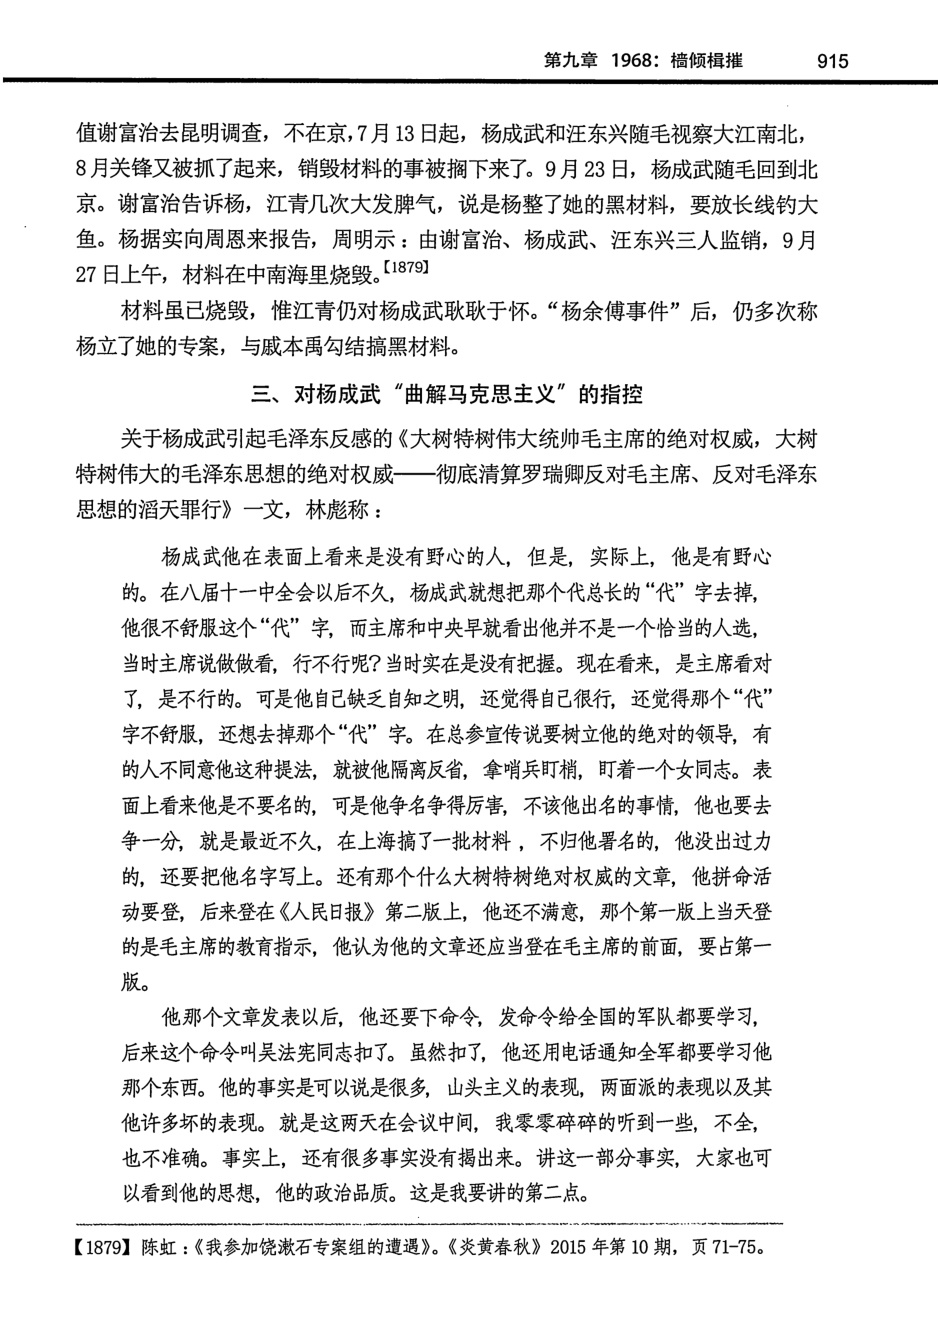 第九章 1968：樯倾楫摧 915
值谢富治去昆明调查，不在京，7月13日起，杨成武和汪东兴随毛视察大江南北，
8月关锋又被抓了起来，销毁材料的事被搁下来了。9月23日，杨成武随毛回到北
京。谢富治告诉杨，江青几次大发脾气，说是杨整了她的黑材料，要放长线钓大
鱼。杨据实向周恩来报告，周明示：由谢富治、杨成武、汪东兴三人监销，9月
27日上午，材料在中南海里烧毁。【1879】
材料虽已烧毁，惟江青仍对杨成武耿耿于怀。“杨余傅事件”后，仍多次称
杨立了她的专案，与戚本禹勾结搞黑材料。
三、对杨成武“曲解马克思主义”的指控
关于杨成武引起毛泽东反感的《大树特树伟大统帅毛主席的绝对权威，大树
特树伟大的毛泽东思想的绝对权威——彻底清算罗瑞卿反对毛主席、反对毛泽东
思想的滔天罪行》一文，林彪称：
杨成武他在表面上看来是没有野心的人，但是，实际上，他是有野心
的。在八届十一中全会以后不久，杨成武就想把那个代总长的“代”字去掉，
他很不舒服这个“代”字，而主席和中央早就看出他并不是一个恰当的人选，
当时主席说做做看，行不行呢？当时实在是没有把握。现在看来，是主席看对
了，是不行的。可是他自己缺乏自知之明，还觉得自己很行，还觉得那个“代”
字不舒服，还想去掉那个“代”字。在总参宣传说要树立他的绝对的领导，有
的人不同意他这种提法，就被他隔离反省，拿哨兵盯梢，盯着一个女同志。表
面上看来他是不要名的，可是他争名争得厉害，不该他出名的事情，他也要去
争一分，就是最近不久，在上海搞了一批材料，不归他署名的，他没出过力
的，还要把他名字写上。还有那个什么大树特树绝对权威的文章，他拼命活
动要登，后来登在《人民日报》第二版上，他还不满意，那个第一版上当天登
的是毛主席的教育指示，他认为他的文章还应当登在毛主席的前面，要占第一
版。
他那个文章发表以后，他还要下命令，发命令给全国的军队都要学习，
后来这个命令叫吴法宪同志扣了。虽然扣了，他还用电话通知全军都要学习他
那个东西。他的事实是可以说是很多，山头主义的表现，两面派的表现以及其
他许多坏的表现。就是这两天在会议中间，我零零碎碎的听到一些，不全，
也不准确。事实上，还有很多事实没有揭出来。讲这一部分事实，大家也可
以看到他的思想，他的政治品质。这是我要讲的第二点。
【1879】陈虹：《我参加饶漱石专案组的遭遇》。《炎黄春秋》2015年第10期，页71-75。